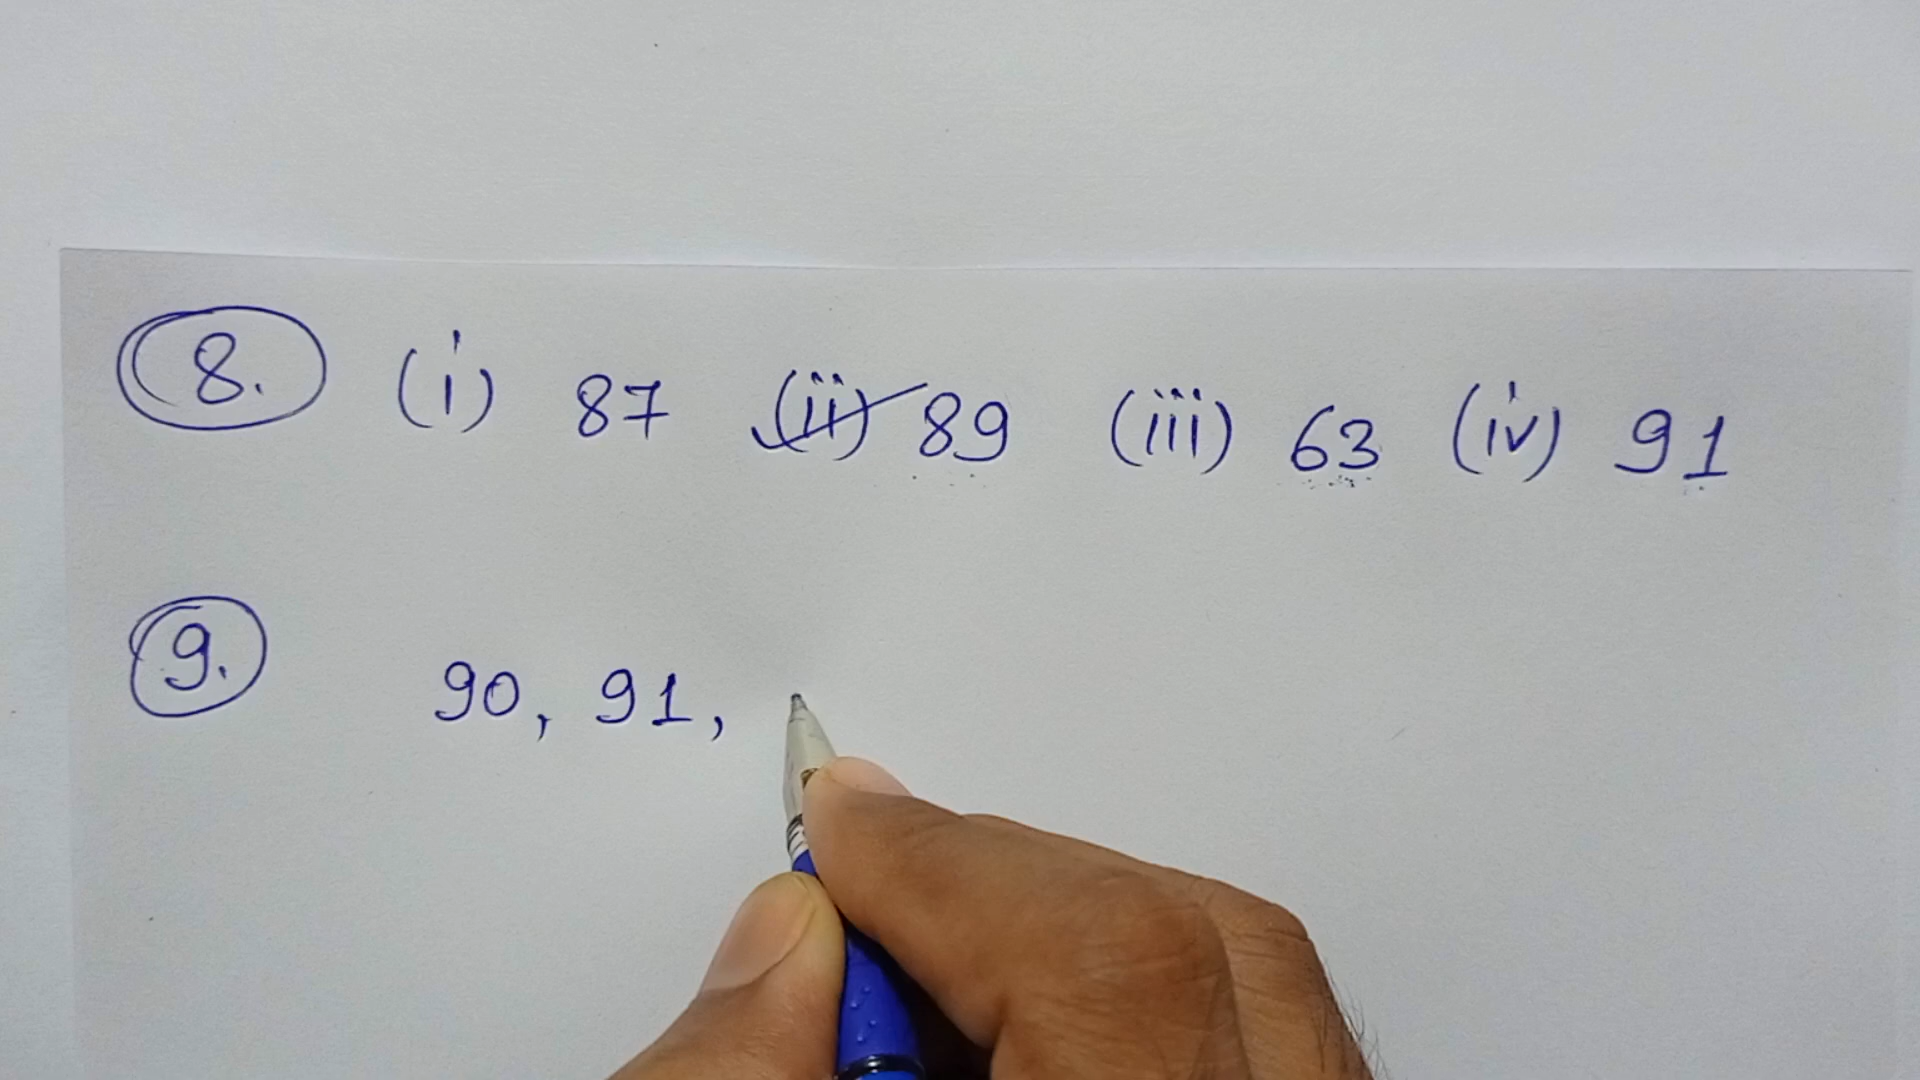 8. (i) 87 (ii) 89 (iii) 63 (iv) 91
9. 90, 91,